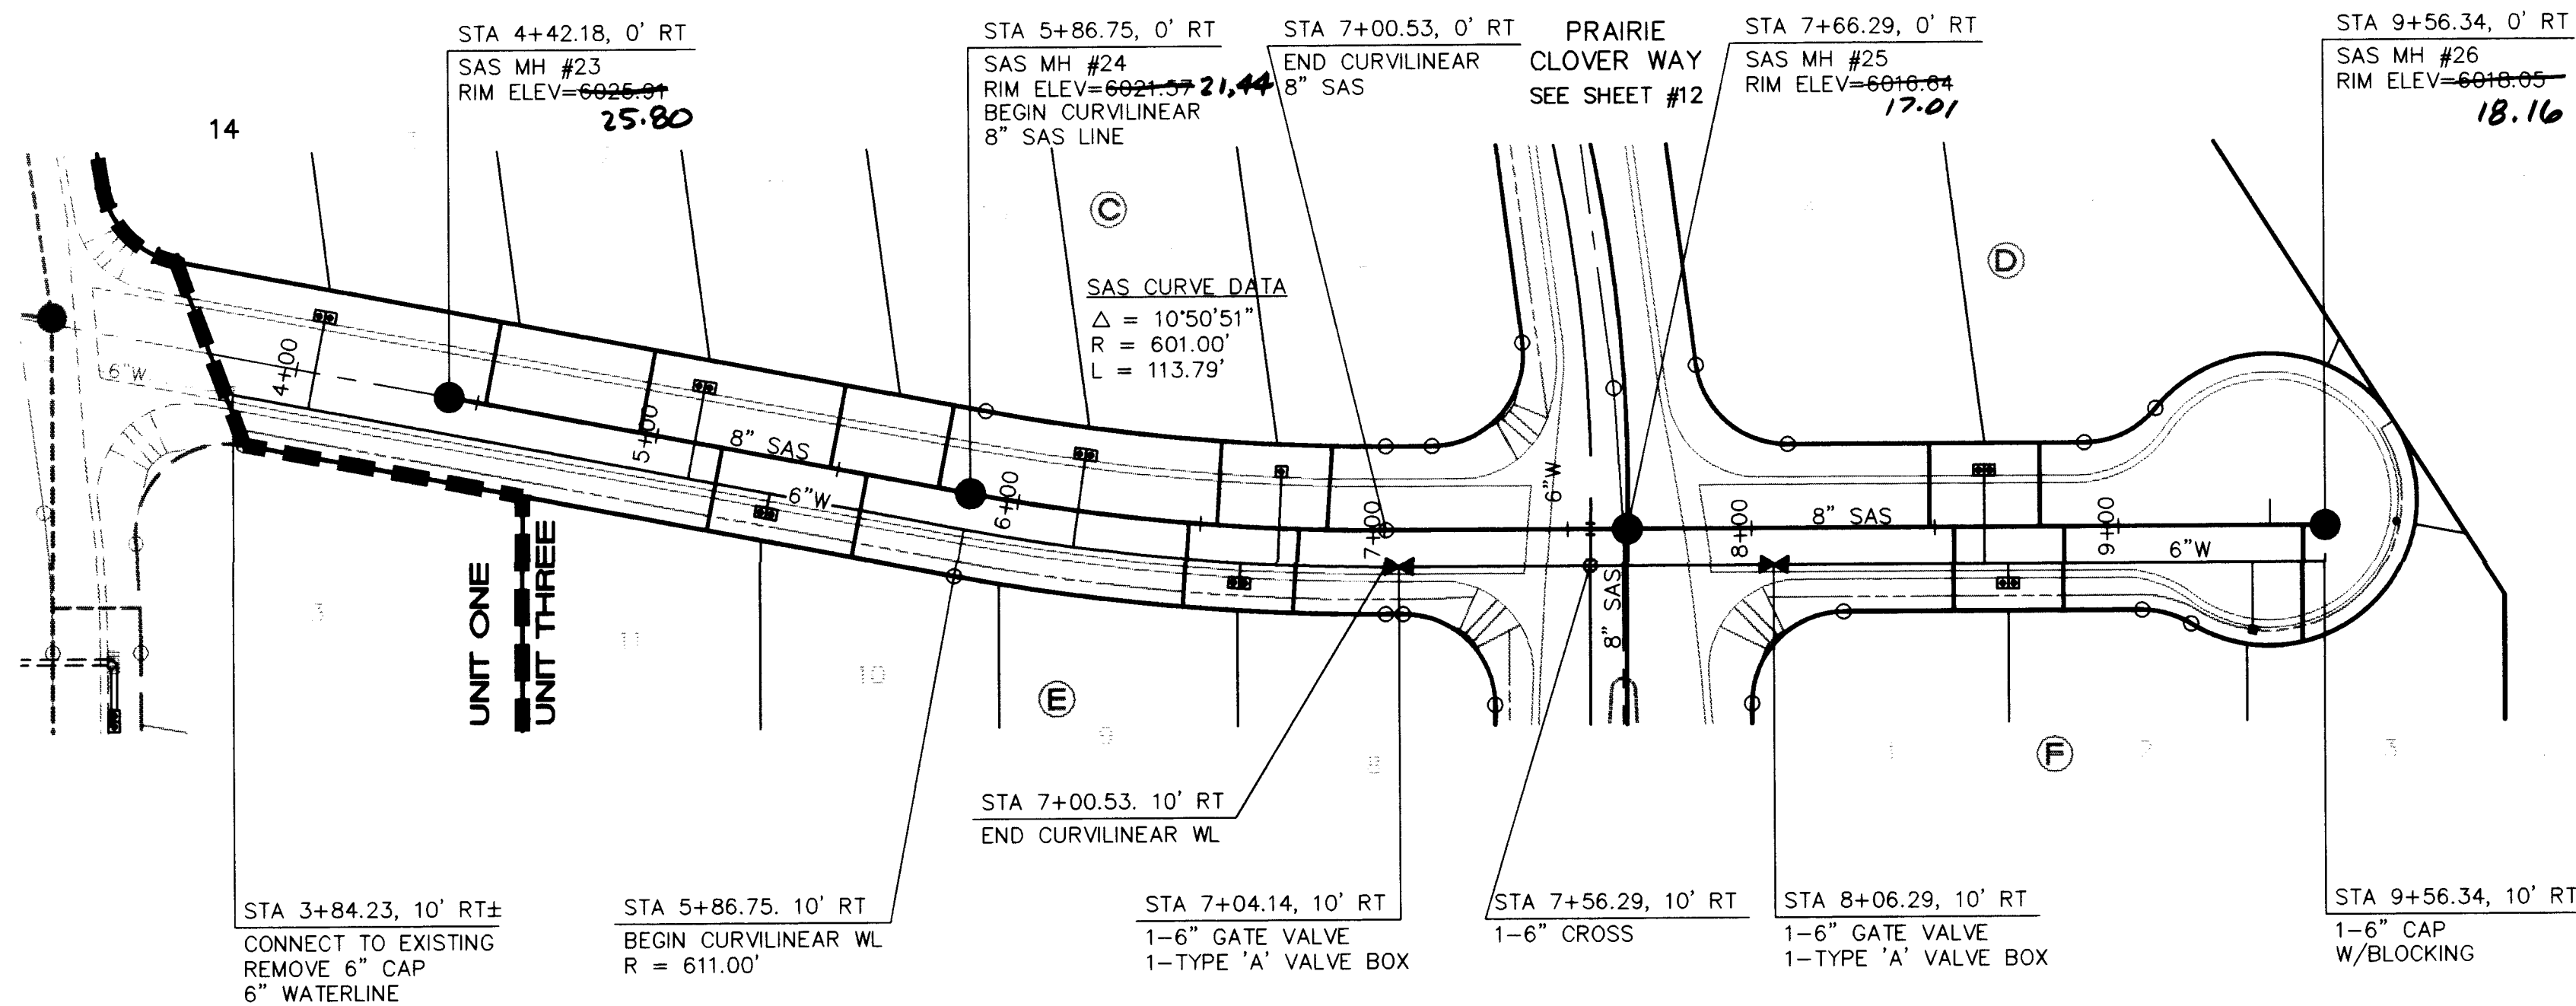 STA 4+42.18, 0' RT
SAS MH #23
RIM ELEV=6025.91
25.80
STA 5+86.75, 0' RT
SAS MH #24
RIM ELEV=6021.57 21,44
BEGIN CURVILINEAR
8" SAS LINE
STA 7+00.53, 0' RT
END CURVILINEAR
8" SAS
PRAIRIE
CLOVER WAY
SEE SHEET #12
STA 7+66.29, 0' RT
SAS MH #25
RIM ELEV=6016.84
17.01
STA 9+56.34, 0' RT
SAS MH #26
RIM ELEV=6018.05
18.16
14
C
D
SAS CURVE DATA
△ = 10°50'51"
R = 601.00'
L = 113.79'
6"W
4+00
5+00
8" SAS
6"W
6+00
7+00
6"W
8+00
8" SAS
9+00
6"W
8" SAS
UNIT ONE
UNIT THREE
3
11
10
E
9
8
1
F
2
3
STA 7+00.53. 10' RT
END CURVILINEAR WL
STA 3+84.23, 10' RT±
CONNECT TO EXISTING
REMOVE 6" CAP
6" WATERLINE
STA 5+86.75. 10' RT
BEGIN CURVILINEAR WL
R = 611.00'
STA 7+04.14, 10' RT
1-6" GATE VALVE
1-TYPE 'A' VALVE BOX
STA 7+56.29, 10' RT
1-6" CROSS
STA 8+06.29, 10' RT
1-6" GATE VALVE
1-TYPE 'A' VALVE BOX
STA 9+56.34, 10' RT
1-6" CAP
W/BLOCKING